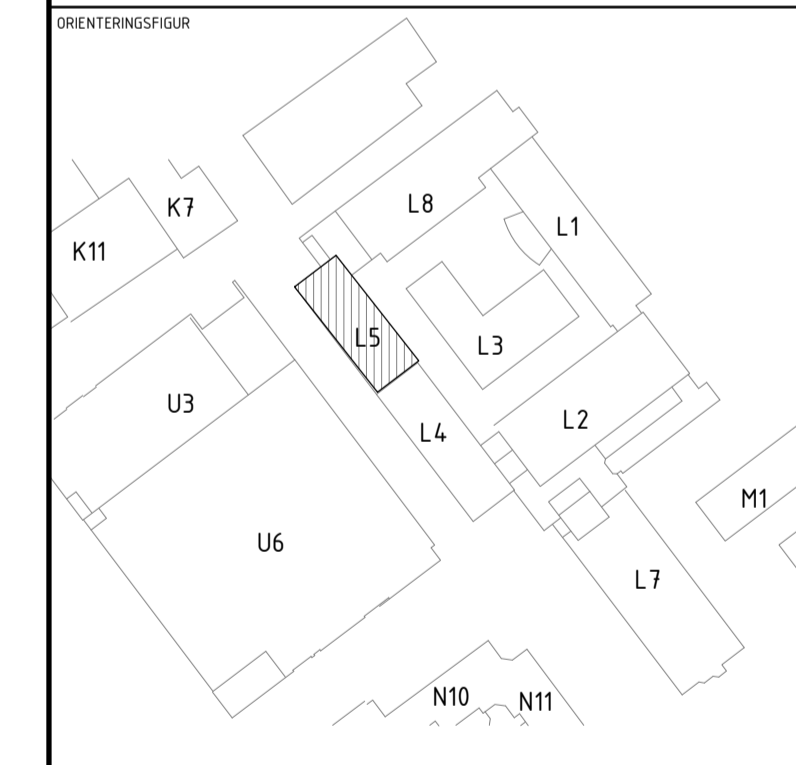 ORIENTERINGSFIGUR
K7
L8
L1
K11
L5
L3
U3
L4
L2
M1
U6
L7
N10
N11